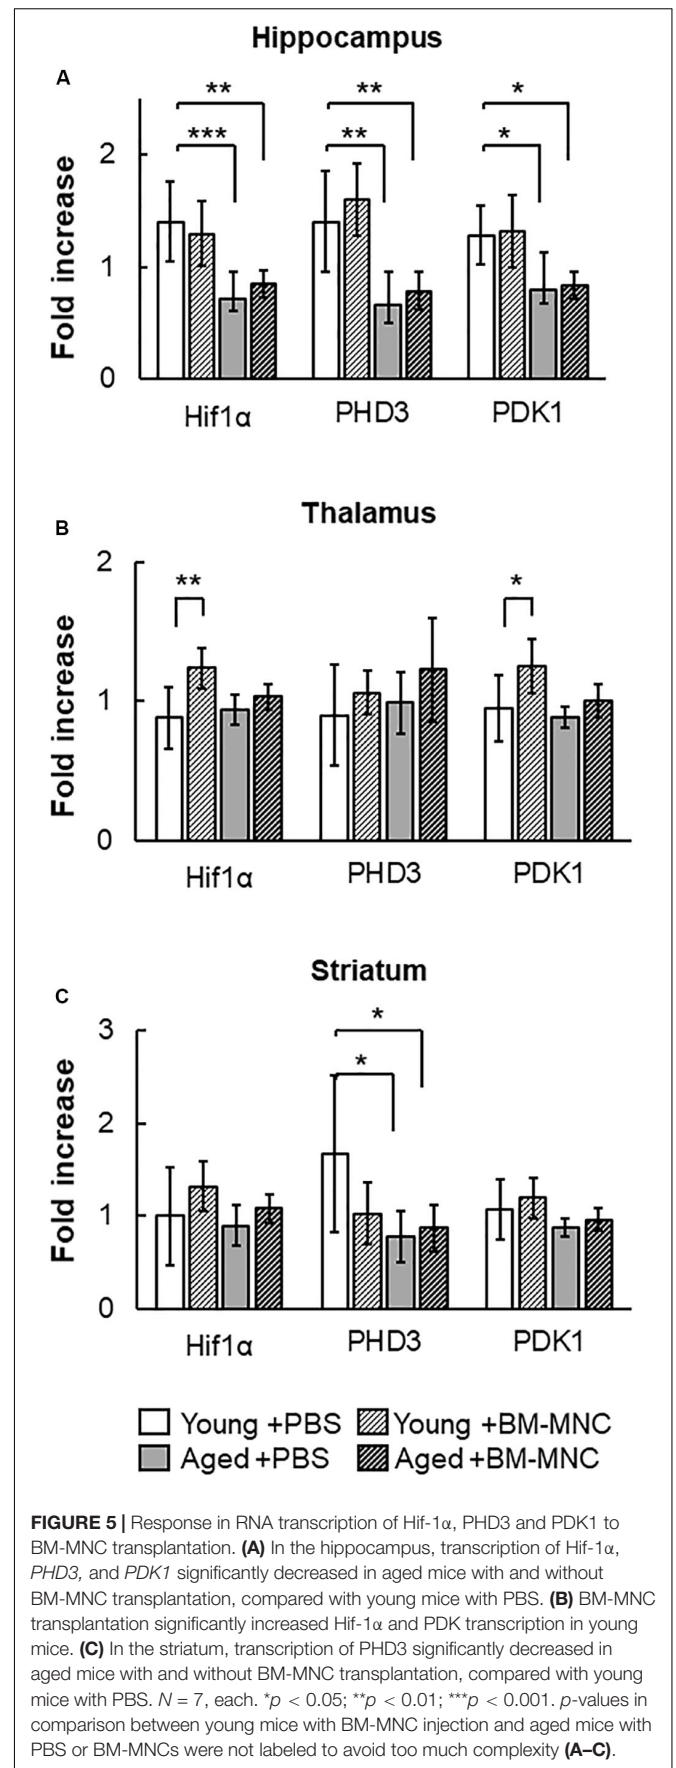 Hippocampus
A
** **  *
*** ** *
Fold increase
2
1
0
Hif1α PHD3 PDK1
Thalamus
B
** *
Fold increase
2
1
0
Hif1α PHD3 PDK1
Striatum
C
*
*
Fold increase
3
2
1
0
Hif1α PHD3 PDK1
Young +PBS Young +BM-MNC
Aged +PBS Aged +BM-MNC
FIGURE 5 | Response in RNA transcription of Hif-1α, PHD3 and PDK1 to
BM-MNC transplantation. (A) In the hippocampus, transcription of Hif-1α,
PHD3, and PDK1 significantly decreased in aged mice with and without
BM-MNC transplantation, compared with young mice with PBS. (B) BM-MNC
transplantation significantly increased Hif-1α and PDK transcription in young
mice. (C) In the striatum, transcription of PHD3 significantly decreased in
aged mice with and without BM-MNC transplantation, compared with young
mice with PBS. N = 7, each. *p < 0.05; **p < 0.01; ***p < 0.001. p-values in
comparison between young mice with BM-MNC injection and aged mice with
PBS or BM-MNCs were not labeled to avoid too much complexity (A–C).